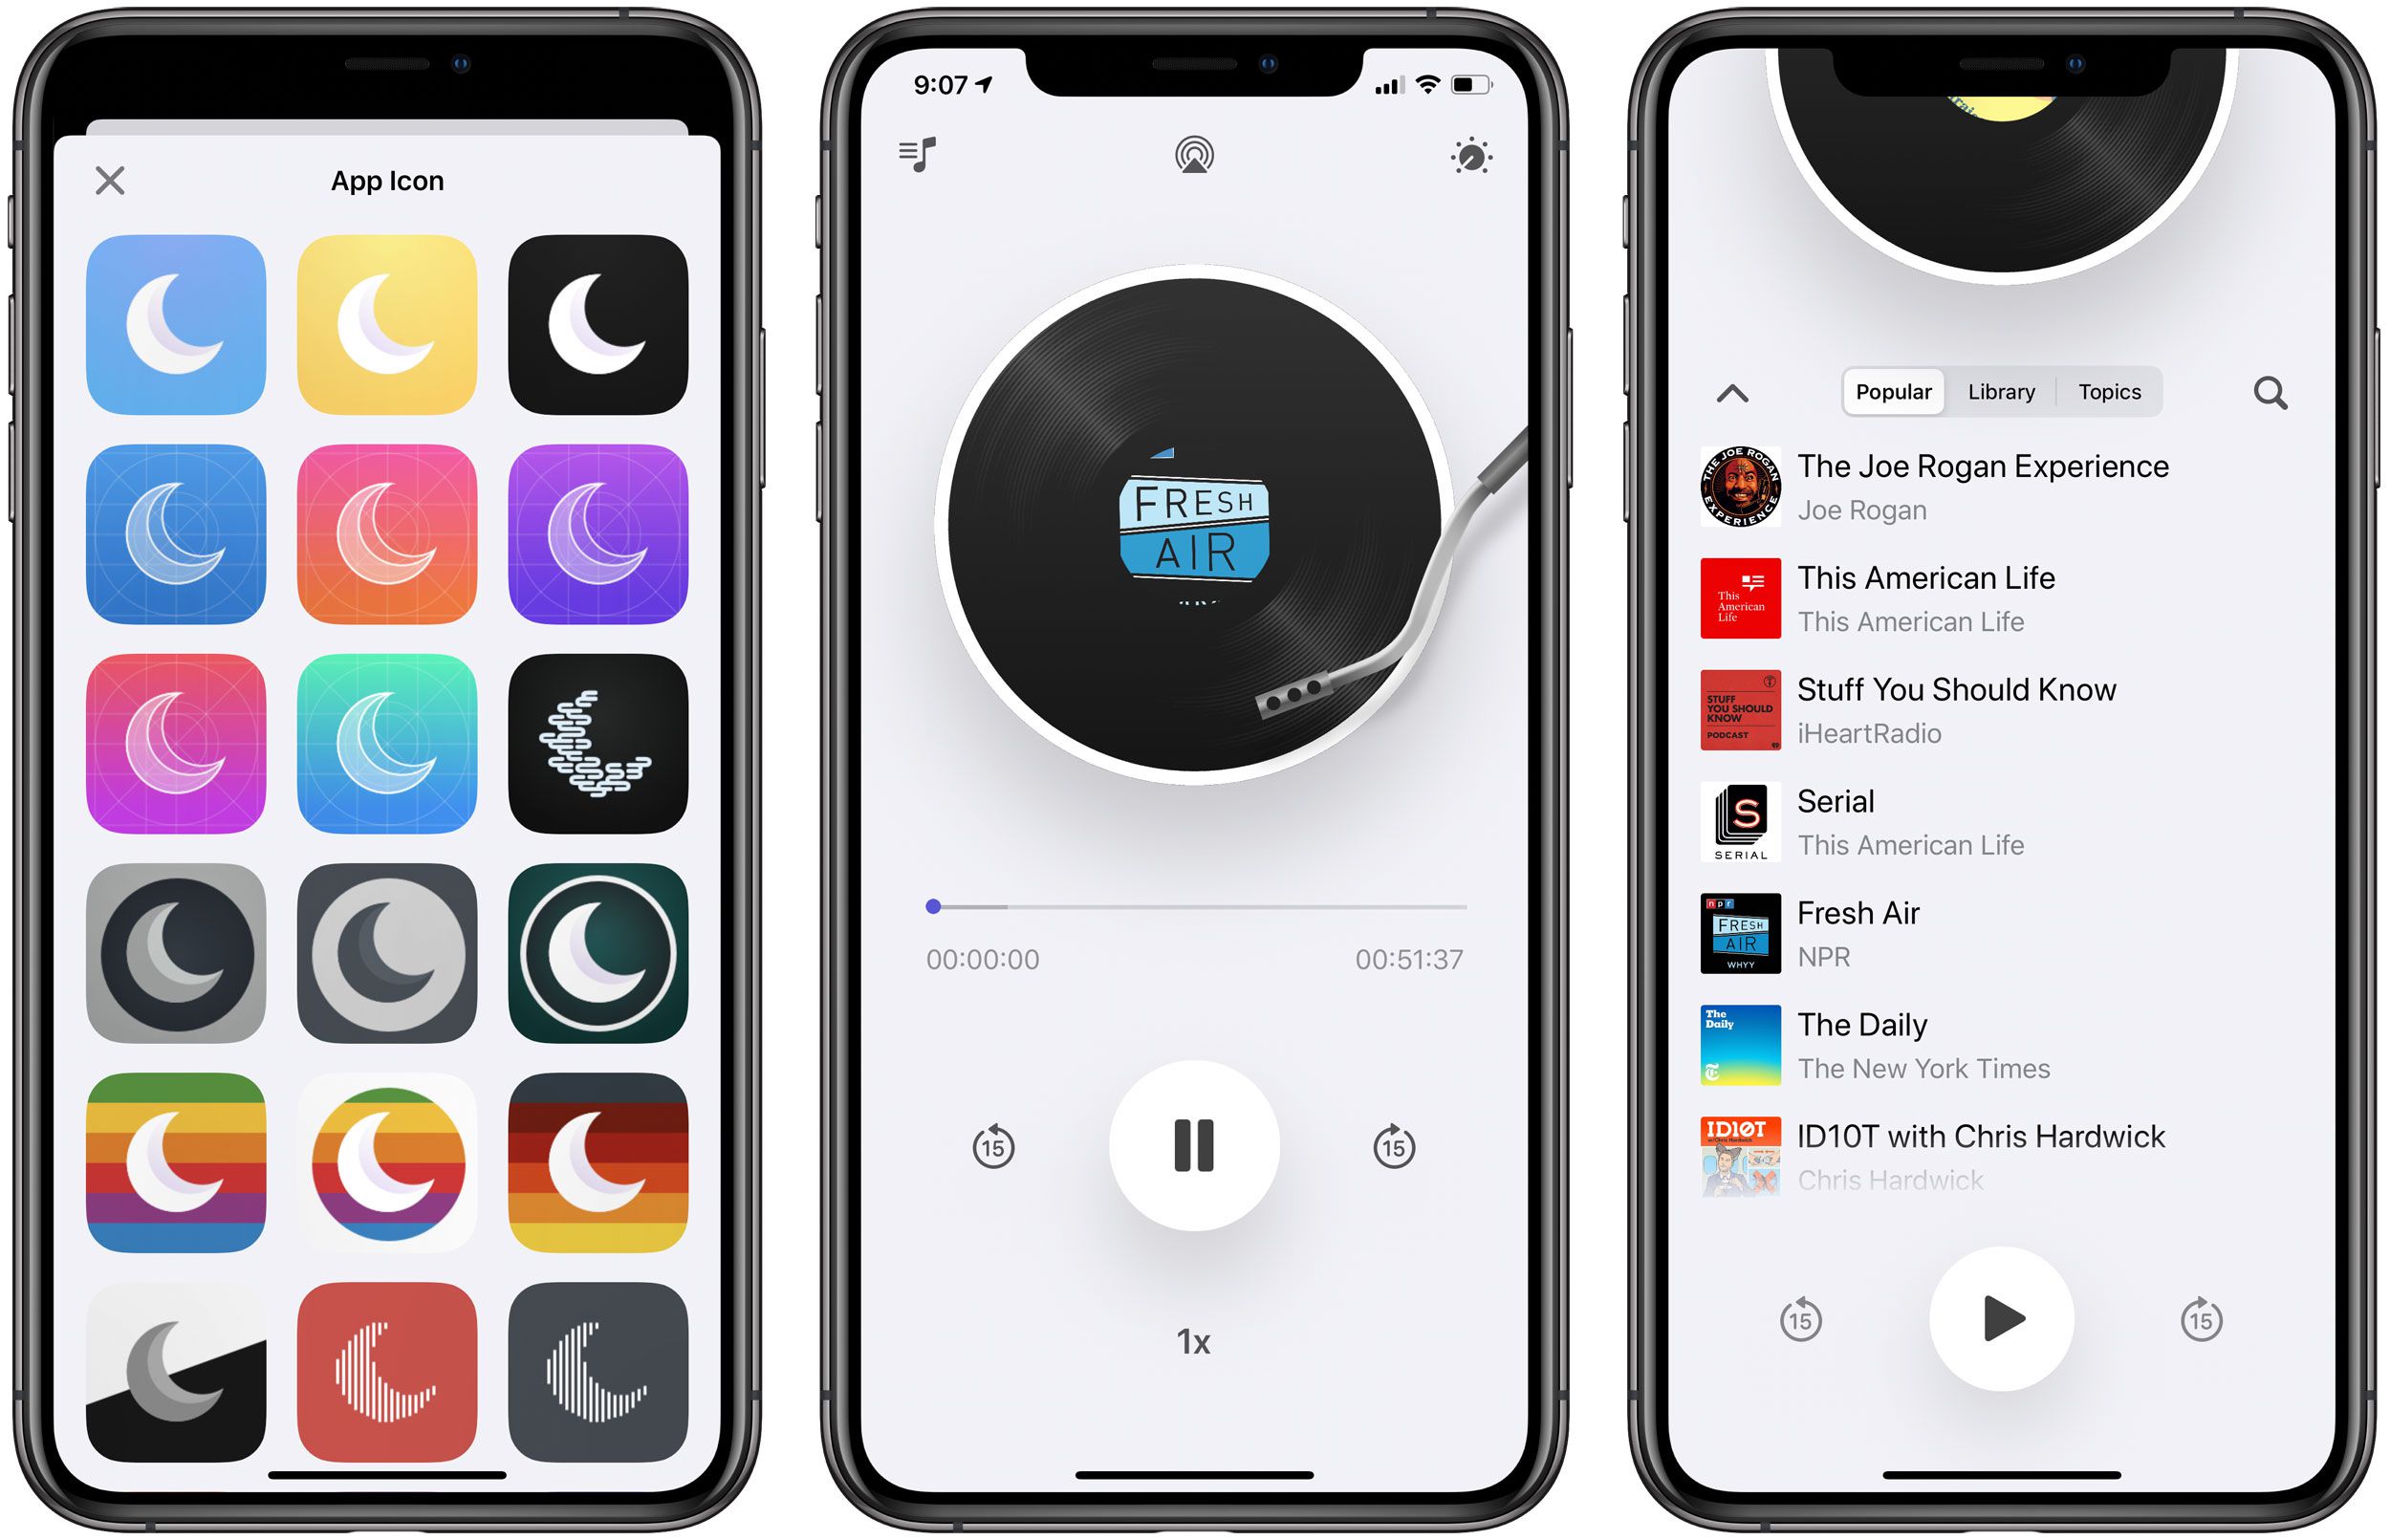 App Icon
9:07
FRESH
AIR
00:00:00
00:51:37
15
15
1x
Popular
Library
Topics
THE JOE ROGAN
EXPERIENCE
The Joe Rogan Experience
Joe Rogan
This
American
Life
This American Life
This American Life
STUFF
YOU SHOULD
KNOW
PODCAST
Stuff You Should Know
iHeartRadio
S
SERIAL
Serial
This American Life
npr
FRESH
AIR
WHYY
Fresh Air
NPR
The
Daily
T
The Daily
The New York Times
ID10T
ID10T with Chris Hardwick
Chris Hardwick
15
15